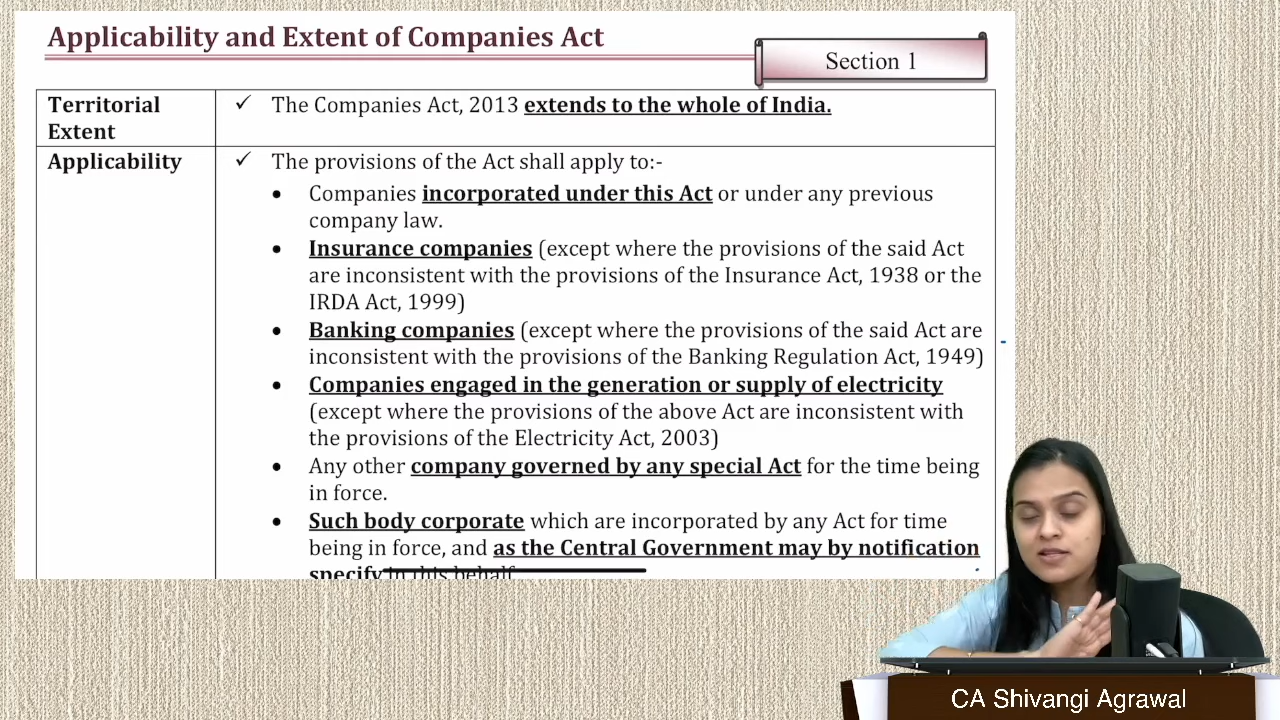 Applicability and Extent of Companies Act
Section 1
Territorial
Extent
✓ The Companies Act, 2013 extends to the whole of India.
Applicability
✓ The provisions of the Act shall apply to:-
• Companies incorporated under this Act or under any previous
company law.
• Insurance companies (except where the provisions of the said Act
are inconsistent with the provisions of the Insurance Act, 1938 or the
IRDA Act, 1999)
• Banking companies (except where the provisions of the said Act are
inconsistent with the provisions of the Banking Regulation Act, 1949)
• Companies engaged in the generation or supply of electricity
(except where the provisions of the above Act are inconsistent with
the provisions of the Electricity Act, 2003)
• Any other company governed by any special Act for the time being
in force.
• Such body corporate which are incorporated by any Act for time
being in force, and as the Central Government may by notification
specify in this behalf
CA Shivangi Agrawal